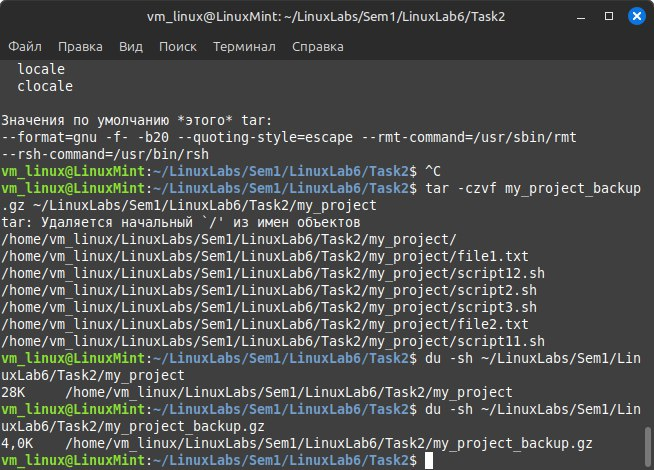 vm_linux@LinuxMint: ~/LinuxLabs/Sem1/LinuxLab6/Task2
Файл Правка Вид Поиск Терминал Справка
locale
clocale
Значения по умолчанию *этого* tar:
--format=gnu -f- -b20 --quoting-style=escape --rmt-command=/usr/sbin/rmt
--rsh-command=/usr/bin/rsh
vm_linux@LinuxMint:~/LinuxLabs/Sem1/LinuxLab6/Task2$ ^C
vm_linux@LinuxMint:~/LinuxLabs/Sem1/LinuxLab6/Task2$ tar -czvf my_project_backup
.gz ~/LinuxLabs/Sem1/LinuxLab6/Task2/my_project
tar: Удаляется начальный `/' из имен объектов
/home/vm_linux/LinuxLabs/Sem1/LinuxLab6/Task2/my_project/
/home/vm_linux/LinuxLabs/Sem1/LinuxLab6/Task2/my_project/file1.txt
/home/vm_linux/LinuxLabs/Sem1/LinuxLab6/Task2/my_project/script12.sh
/home/vm_linux/LinuxLabs/Sem1/LinuxLab6/Task2/my_project/script2.sh
/home/vm_linux/LinuxLabs/Sem1/LinuxLab6/Task2/my_project/script3.sh
/home/vm_linux/LinuxLabs/Sem1/LinuxLab6/Task2/my_project/file2.txt
/home/vm_linux/LinuxLabs/Sem1/LinuxLab6/Task2/my_project/script11.sh
vm_linux@LinuxMint:~/LinuxLabs/Sem1/LinuxLab6/Task2$ du -sh ~/LinuxLabs/Sem1/Lin
uxLab6/Task2/my_project
28K /home/vm_linux/LinuxLabs/Sem1/LinuxLab6/Task2/my_project
vm_linux@LinuxMint:~/LinuxLabs/Sem1/LinuxLab6/Task2$ du -sh ~/LinuxLabs/Sem1/Lin
uxLab6/Task2/my_project_backup.gz
4,0K /home/vm_linux/LinuxLabs/Sem1/LinuxLab6/Task2/my_project_backup.gz
vm_linux@LinuxMint:~/LinuxLabs/Sem1/LinuxLab6/Task2$